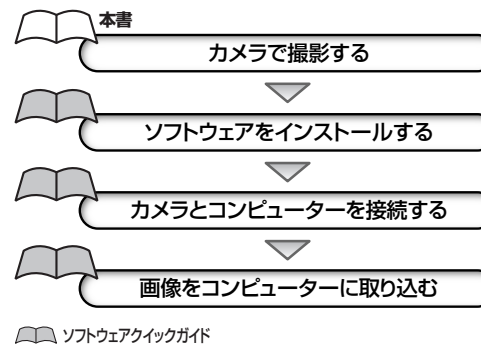 本書
カメラで撮影する
ソフトウェアをインストールする
カメラとコンピューターを接続する
画像をコンピューターに取り込む
ソフトウェアクイックガイド